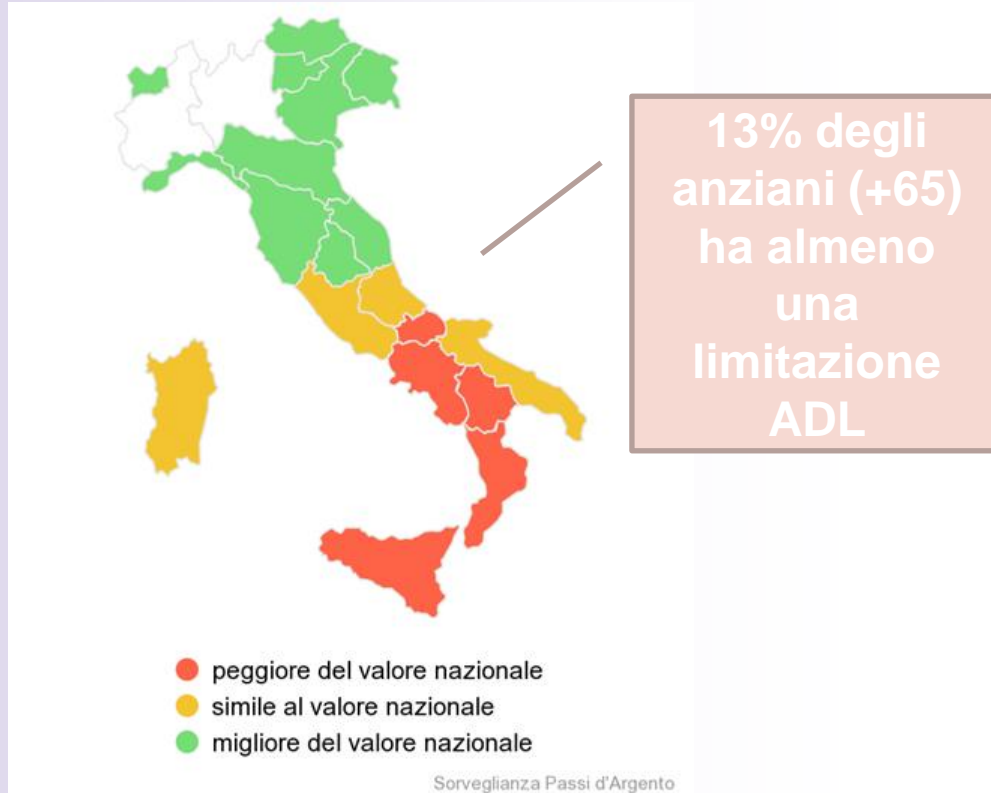 13% degli
anziani (+65)
ha almeno
una
limitazione
ADL
peggiore del valore nazionale
simile al valore nazionale
migliore del valore nazionale
Sorveglianza Passi d'Argento